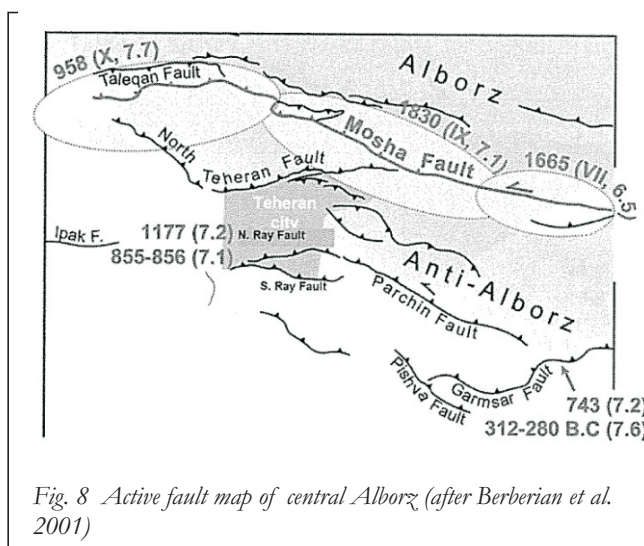 958 (X, 7.7)
Taleqan Fault
Alborz
1830 (IX, 7.1)
Mosha Fault
1665 (VII, 6.5
North Teheran Fault
Teheran
city
Ipak F.
1177 (7.2)
N. Ray Fault
855-856 (7.1)
S. Ray Fault
Anti-Alborz
Parchin Fault
Pishva Fault
Garmsar Fault
743 (7.2)
312-280 B.C (7.6)
Fig. 8 Active fault map of central Alborz (after Berberian et al.
2001)